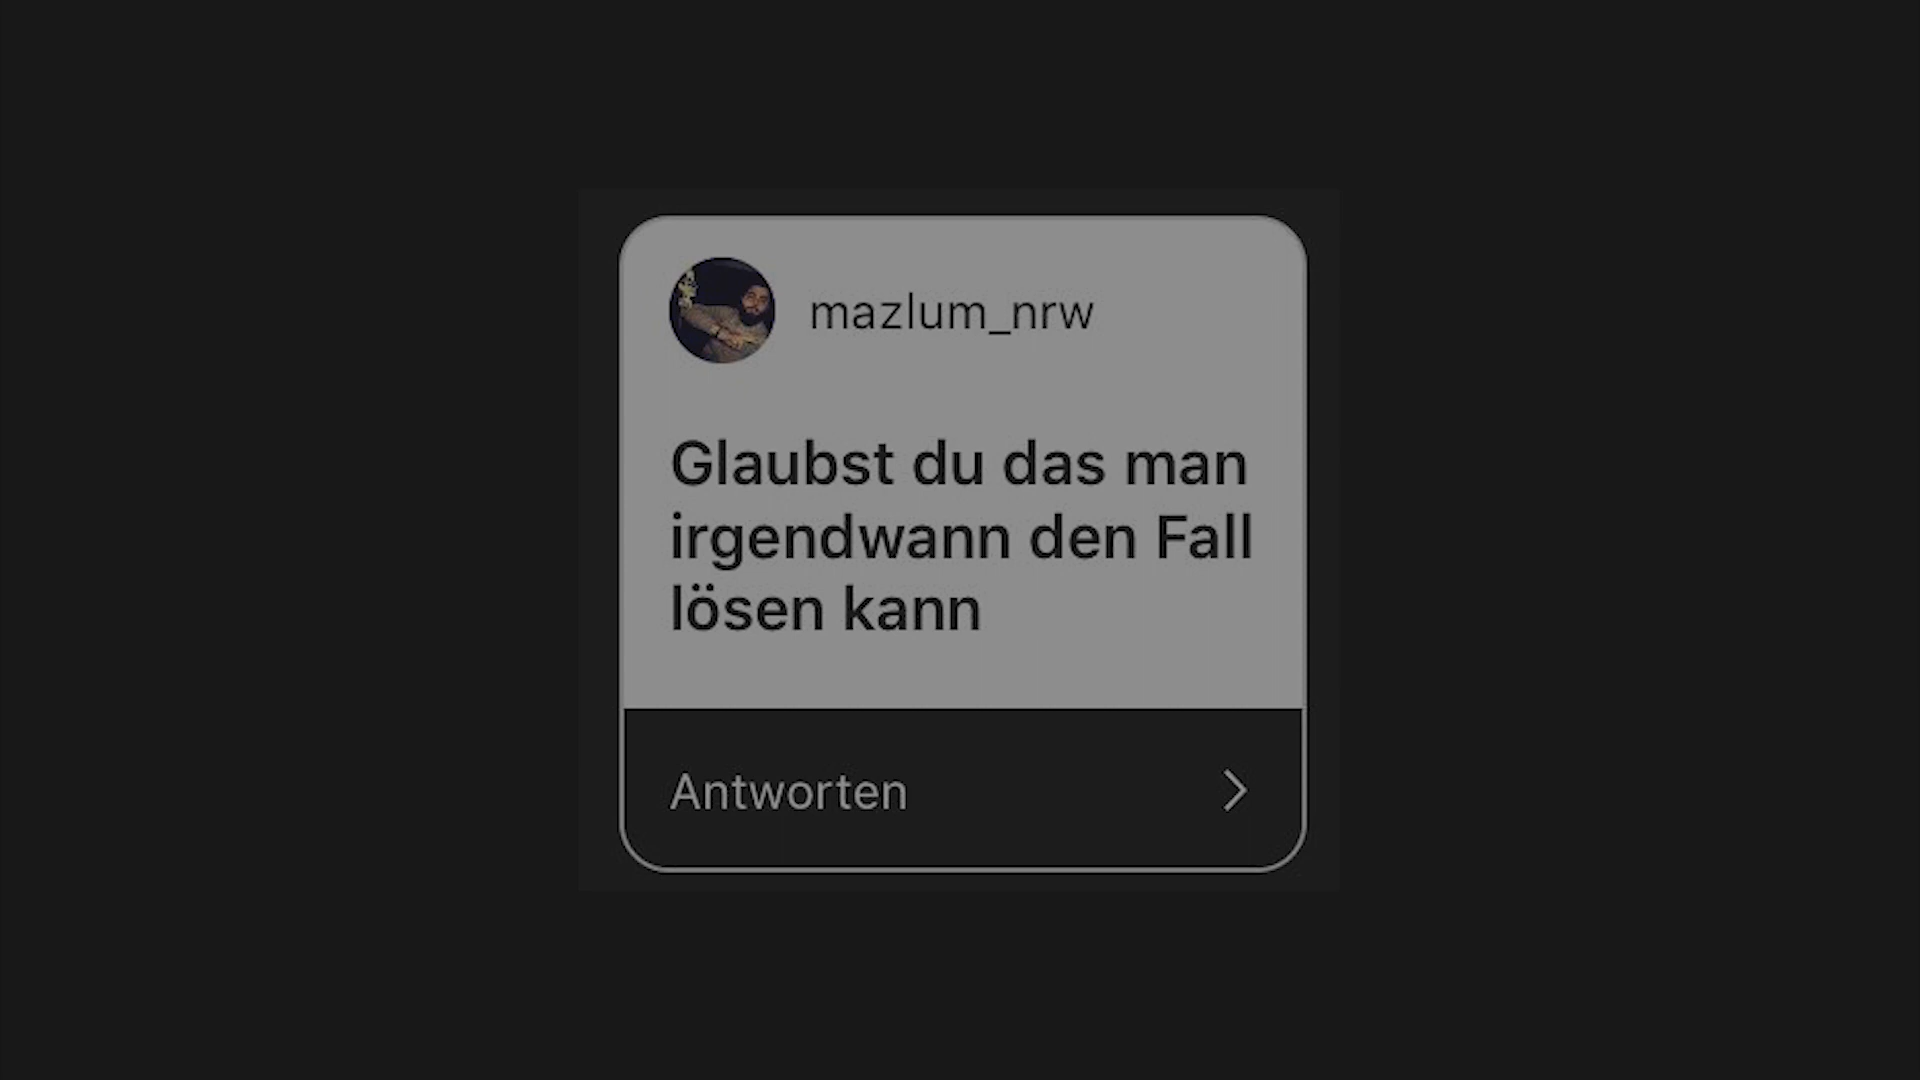 mazlum_nrw
Glaubst du das man
irgendwann den Fall
lösen kann
Antworten